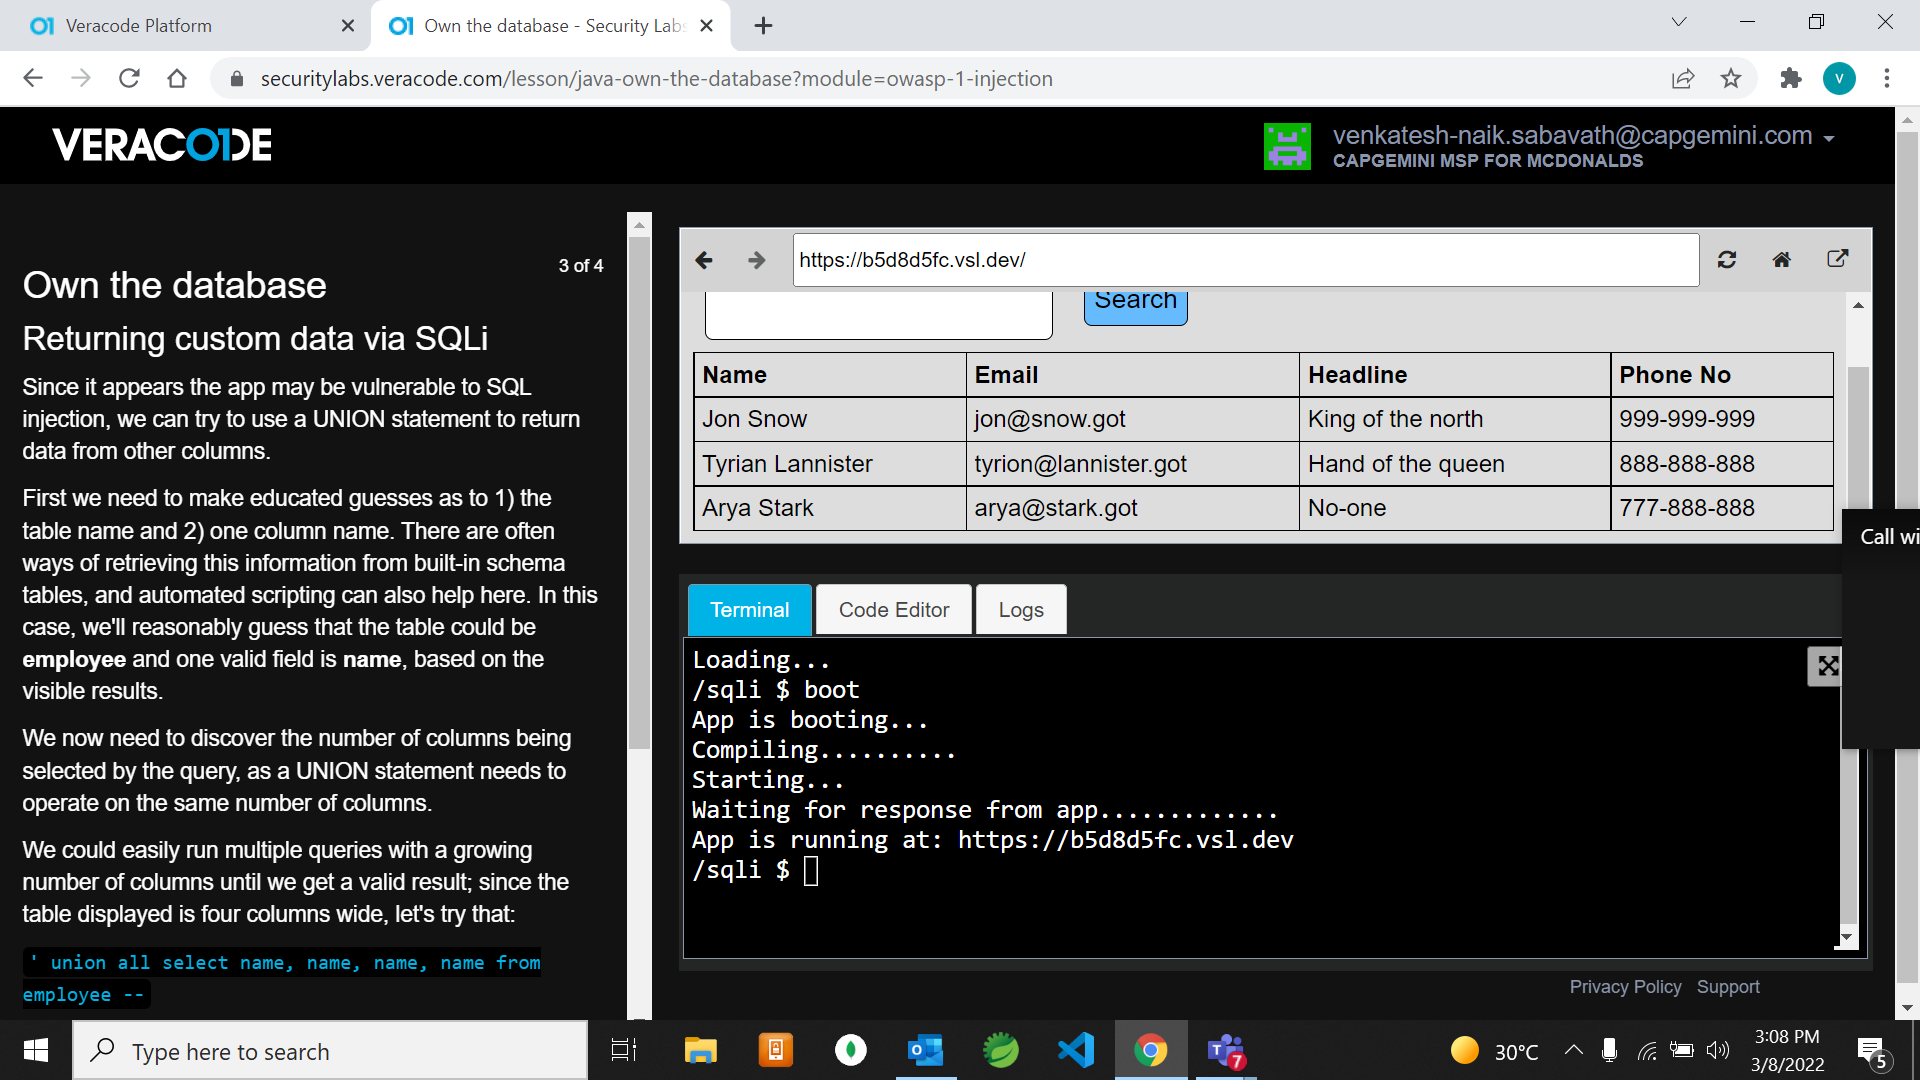 Veracode Platform
Own the database - Security Labs
securitylabs.veracode.com/lesson/java-own-the-database?module=owasp-1-injection
V
VERACODE
venkatesh-naik.sabavath@capgemini.com
CAPGEMINI MSP FOR MCDONALDS
3 of 4
Own the database
Returning custom data via SQLi
Since it appears the app may be vulnerable to SQL
injection, we can try to use a UNION statement to return
data from other columns.
First we need to make educated guesses as to 1) the
table name and 2) one column name. There are often
ways of retrieving this information from built-in schema
tables, and automated scripting can also help here. In this
case, we'll reasonably guess that the table could be
employee and one valid field is name, based on the
visible results.
We now need to discover the number of columns being
selected by the query, as a UNION statement needs to
operate on the same number of columns.
We could easily run multiple queries with a growing
number of columns until we get a valid result; since the
table displayed is four columns wide, let's try that:
' union all select name, name, name, name from
employee --
https://b5d8d5fc.vsl.dev/
Search
Name Email Headline Phone No
Jon Snow jon@snow.got King of the north 999-999-999
Tyrian Lannister tyrion@lannister.got Hand of the queen 888-888-888
Arya Stark arya@stark.got No-one 777-888-888
Call wi
Terminal Code Editor Logs
Loading...
/sqli $ boot
App is booting...
Compiling..........
Starting...
Waiting for response from app.............
App is running at: https://b5d8d5fc.vsl.dev
/sqli $
Privacy Policy Support
Type here to search
7
30°C
3:08 PM
3/8/2022
5